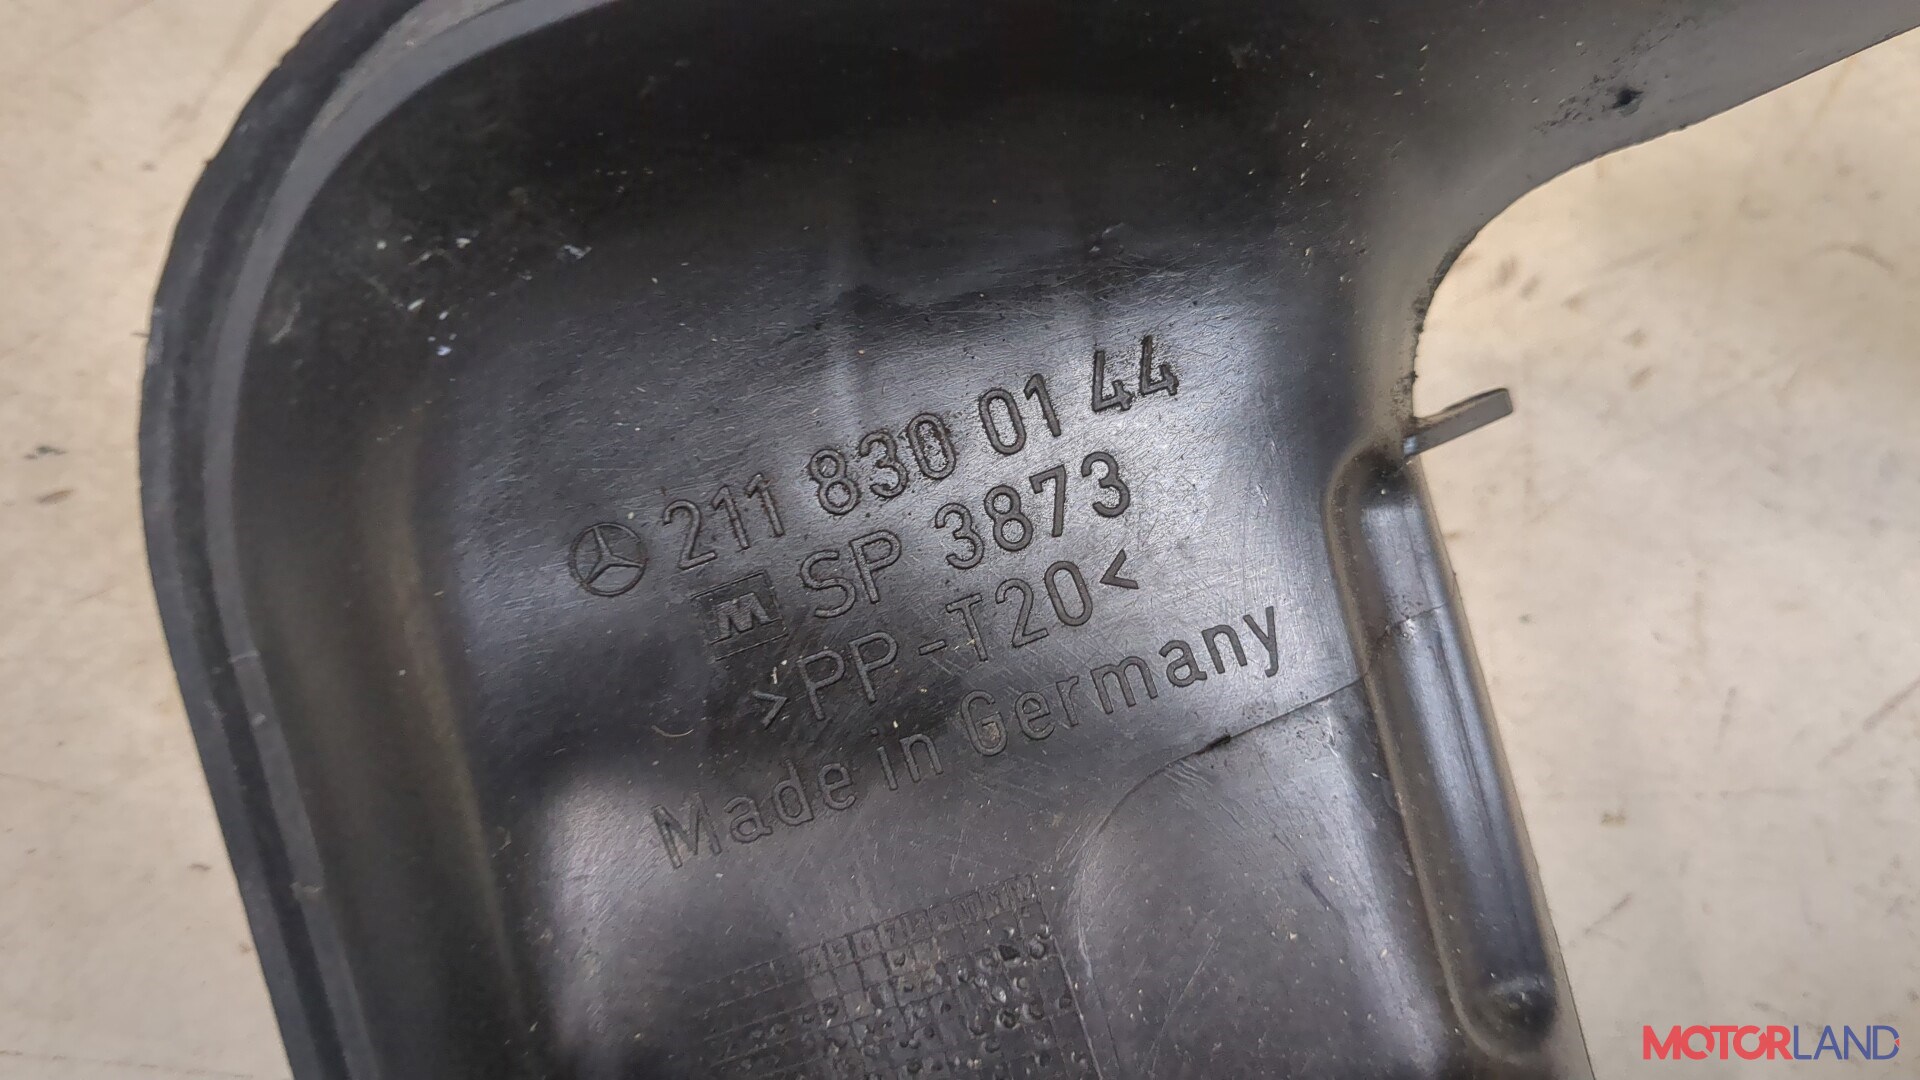 211 830 01 44
M SP 3873
>PP-T20<
Made in Germany
MOTORLAND